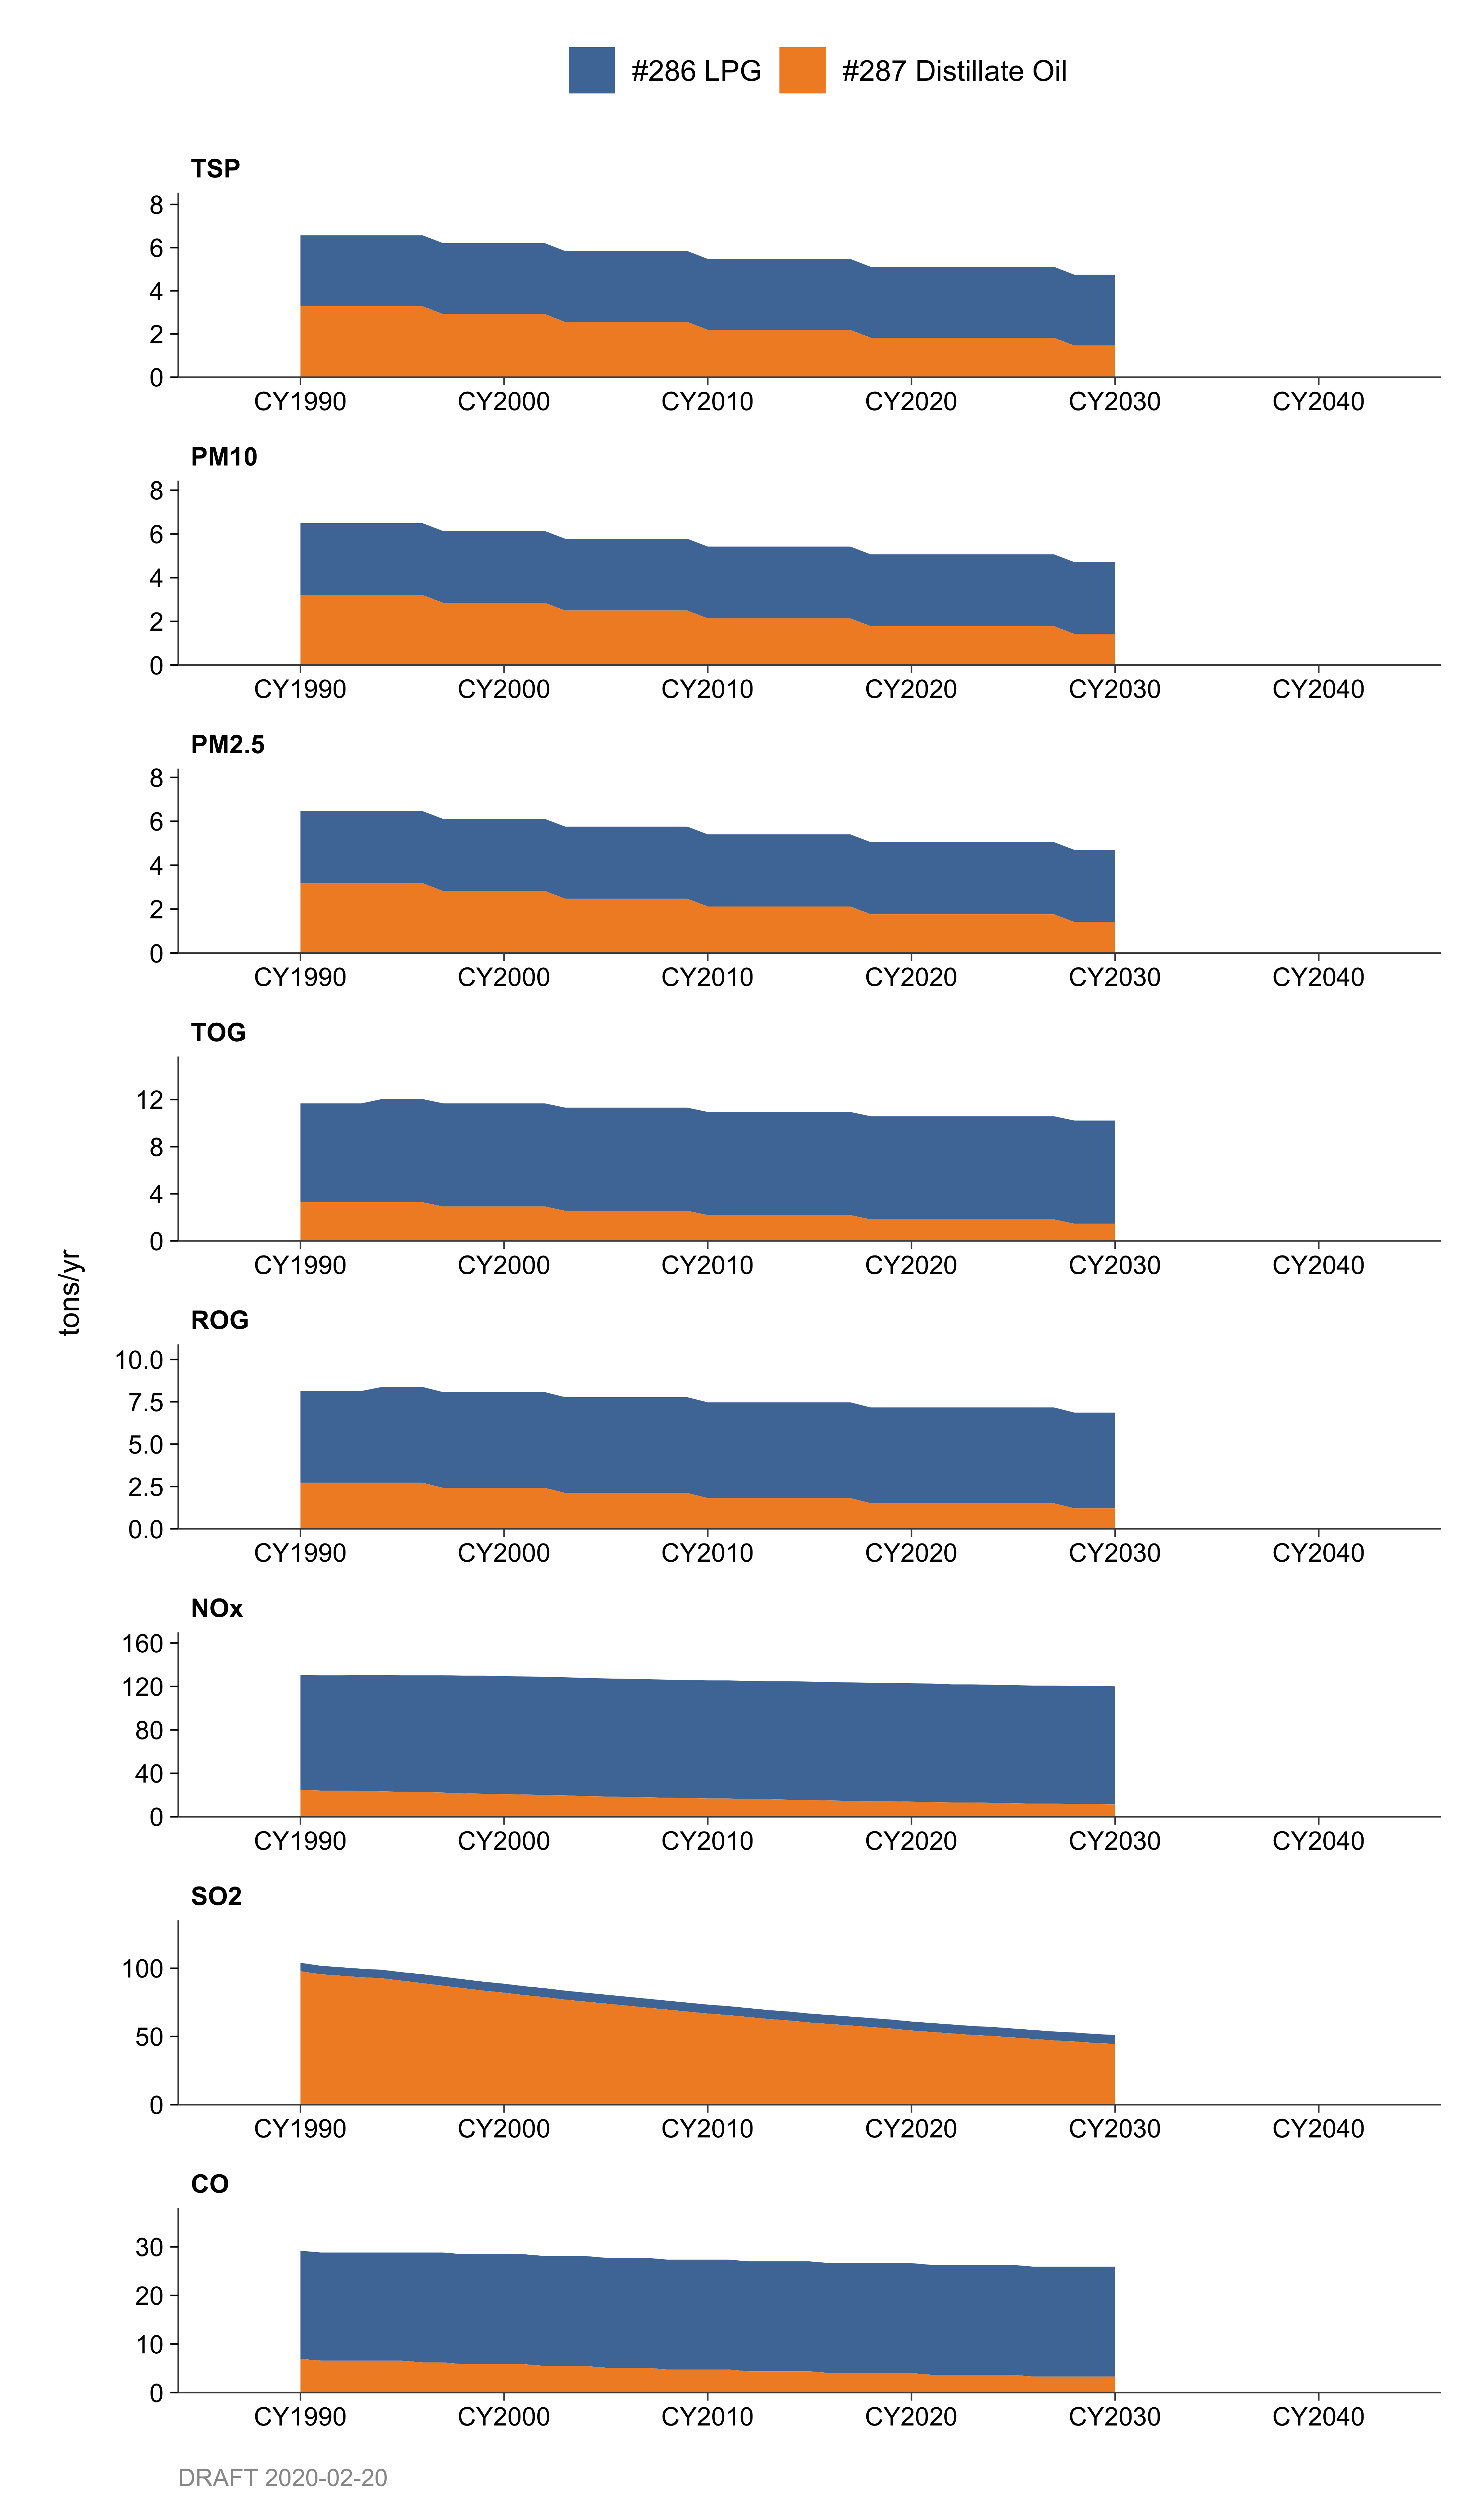 #286 LPG #287 Distillate Oil
TSP
8
6
4
2
0
CY1990 CY2000 CY2010 CY2020 CY2030 CY2040
PM10
8
6
4
2
0
CY1990 CY2000 CY2010 CY2020 CY2030 CY2040
PM2.5
8
6
4
2
0
CY1990 CY2000 CY2010 CY2020 CY2030 CY2040
TOG
12
8
4
0
CY1990 CY2000 CY2010 CY2020 CY2030 CY2040
tons/yr
ROG
10.0
7.5
5.0
2.5
0.0
CY1990 CY2000 CY2010 CY2020 CY2030 CY2040
NOx
160
120
80
40
0
CY1990 CY2000 CY2010 CY2020 CY2030 CY2040
SO2
100
50
0
CY1990 CY2000 CY2010 CY2020 CY2030 CY2040
CO
30
20
10
0
CY1990 CY2000 CY2010 CY2020 CY2030 CY2040
DRAFT 2020-02-20